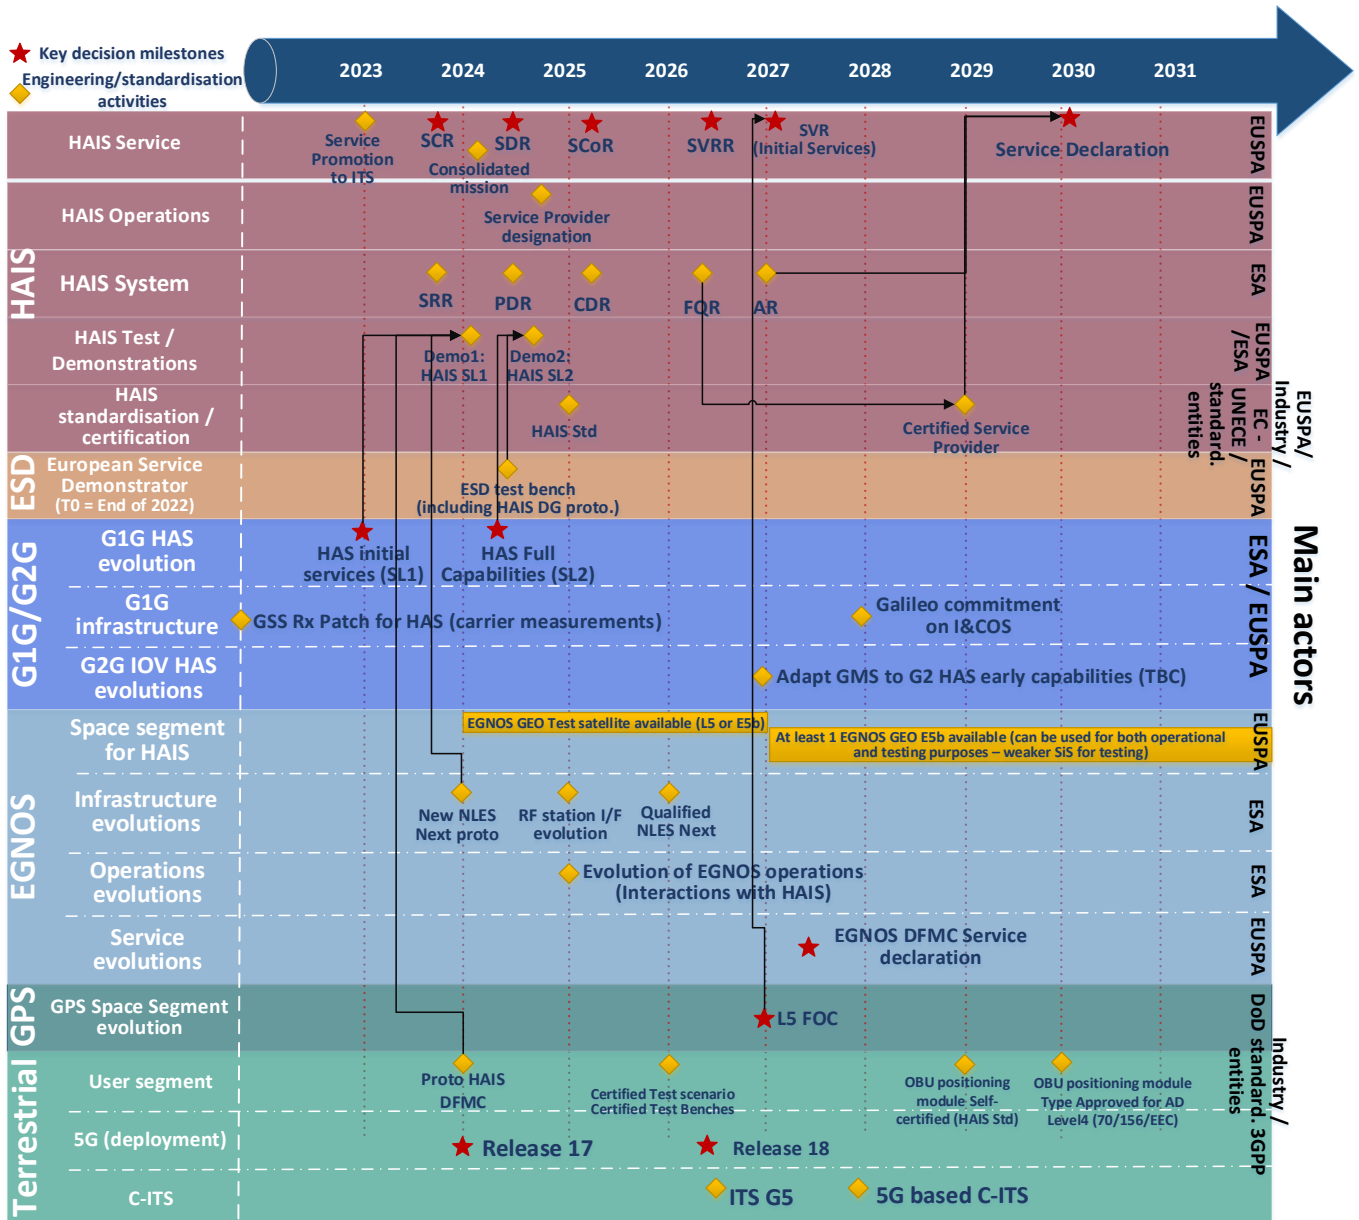 Key decision milestones
Engineering/standardisation
activities
2023
2024
2025
2026
2027
2028
2029
2030
2031
HAIS
HAIS Service
Service
Promotion
to ITS
SCR
Consolidated
mission
SDR
SCoR
SVRR
SVR
(Initial Services)
Service Declaration
EUSPA
HAIS Operations
Service Provider
designation
EUSPA
HAIS System
SRR
PDR
CDR
FQR
AR
ESA
HAIS Test /
Demonstrations
Demo1:
HAIS SL1
Demo2:
HAIS SL2
EUSPA
/ESA
HAIS
standardisation /
certification
HAIS Std
Certified Service
Provider
EC -
UNECE /
standard.
entities
EUSPA/
Industry /
ESD
European Service
Demonstrator
(T0 = End of 2022)
ESD test bench
(including HAIS DG proto.)
EUSPA
G1G/G2G
G1G HAS
evolution
HAS initial
services (SL1)
HAS Full
Capabilities (SL2)
G1G
infrastructure
GSS Rx Patch for HAS (carrier measurements)
Galileo commitment
on I&COS
G2G IOV HAS
evolutions
Adapt GMS to G2 HAS early capabilities (TBC)
ESA / EUSPA
Main actors
EGNOS
Space segment
for HAIS
EGNOS GEO Test satellite available (L5 or E5b)
At least 1 EGNOS GEO E5b available (can be used for both operational
and testing purposes – weaker SiS for testing)
EUSPA
Infrastructure
evolutions
New NLES
Next proto
RF station I/F
evolution
Qualified
NLES Next
ESA
Operations
evolutions
Evolution of EGNOS operations
(Interactions with HAIS)
ESA
Service
evolutions
EGNOS DFMC Service
declaration
EUSPA
GPS
GPS Space Segment
evolution
L5 FOC
DoD
Terrestrial
User segment
Proto HAIS
DFMC
Certified Test scenario
Certified Test Benches
OBU positioning
module Self-
certified (HAIS Std)
OBU positioning module
Type Approved for AD
Level4 (70/156/EEC)
Industry /
standard.
entities
5G (deployment)
Release 17
Release 18
3GPP
C-ITS
ITS G5
5G based C-ITS